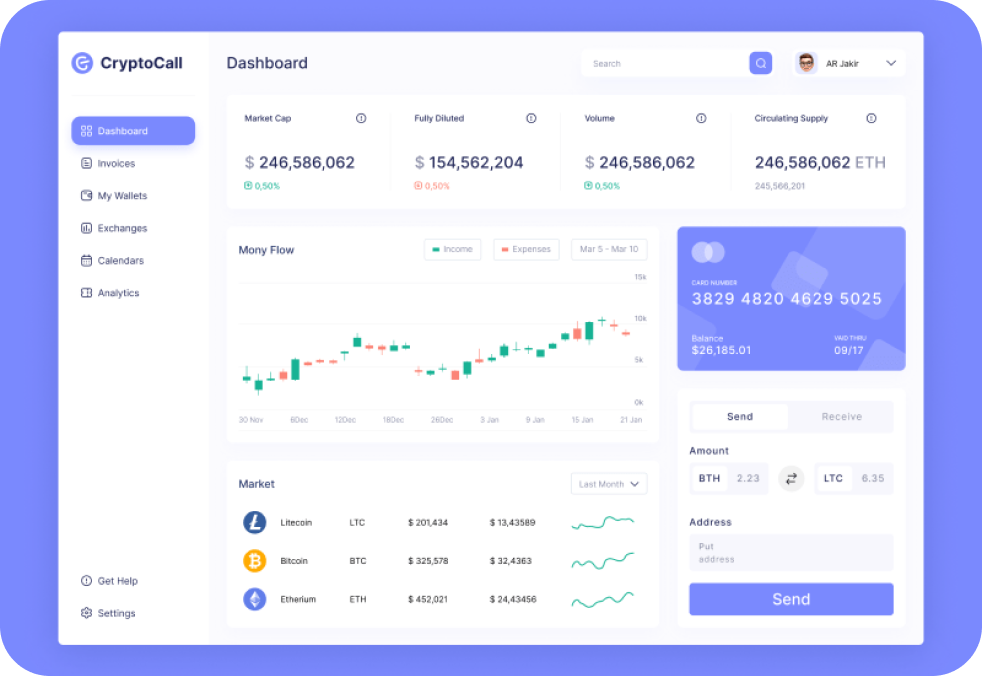 CryptoCall
Dashboard
Search
AR Jakir
Dashboard
Invoices
My Wallets
Exchanges
Calendars
Analytics
Get Help
Settings
Market Cap
$ 246,586,062
0,50%
Fully Diluted
$ 154,562,204
0,50%
Volume
$ 246,586,062
0,50%
Circulating Supply
246,586,062 ETH
245,566,201
Mony Flow
Income
Expenses
Mar 5 - Mar 10
15k
10k
5k
0k
30 Nov 6Dec 12Dec 18Dec 26Dec 3 Jan 9 Jan 15 Jan 21 Jan
CARD NUMBER
3829 4820 4629 5025
Balance
$26,185.01
VAID THRU
09/17
Market
Last Month
Litecoin LTC $ 201,434 $ 13,43589
Bitcoin BTC $ 325,578 $ 32,4363
Etherium ETH $ 452,021 $ 24,43456
Send Receive
Amount
BTH 2.23 LTC 6.35
Address
Put
address
Send